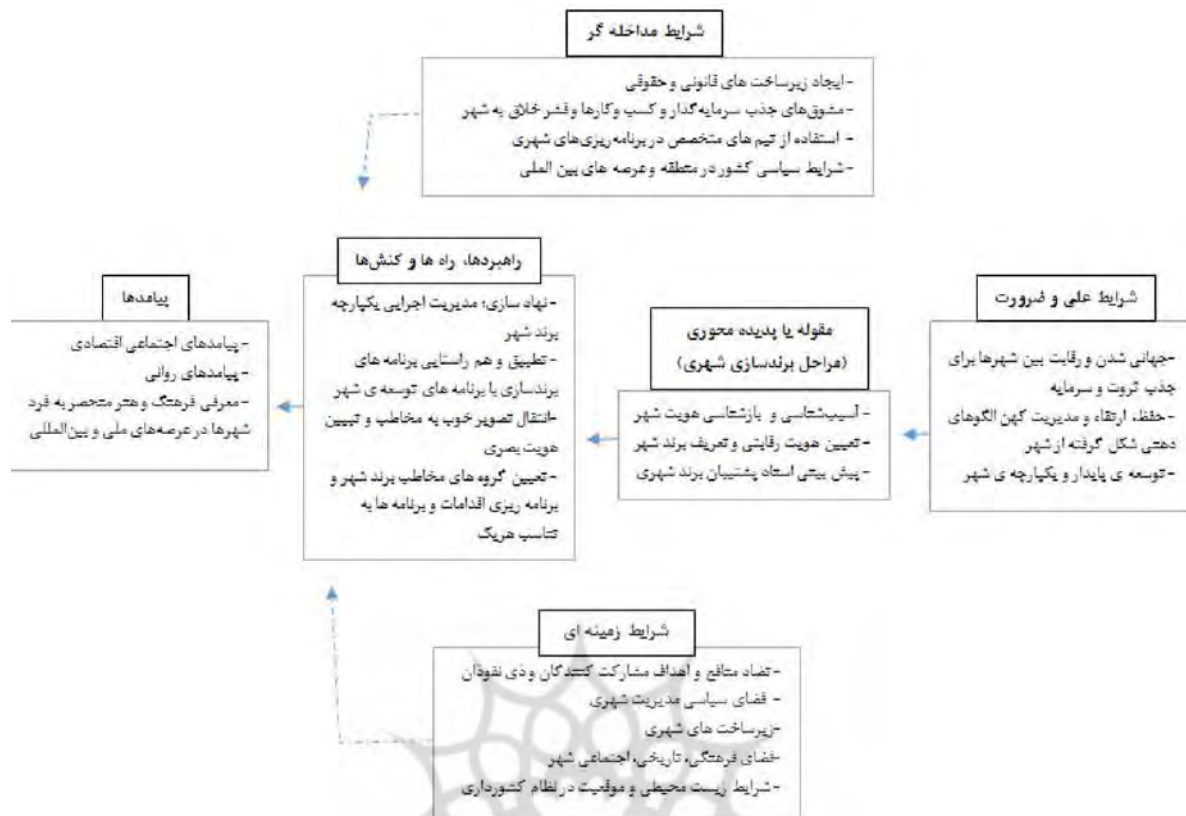 شرایط مداخله گر
-ایجاد زیرساخت های قانونی و حقوقی
-مشوق‌های جذب سرمایه‌گذار و کسب وکارها وقشر خلاق به شهر
- استفاده از تیم های متخصص در برنامه‌ریزی‌های شهری
-شرایط سیاسی کشور در منطقه وعرصه های بین المللی
شرایط علی و ضرورت
-جهانی شدن و رقابت بین شهرها برای
جذب ثروت و سرمایه
-حفظ، ارتقاء و مدیریت کهن الگوهای
ذهنی شکل گرفته از شهر
-توسعه ی پایدار و یکپارچه ی شهر
مقوله یا پدیده محوری
(مراحل برندسازی شهری)
- آسیب‌شناسی و بازشناسی هویت شهر
-تعیین هویت رقابتی و تعریف برند شهر
- پیش بینی اسناد پشتیبان برند شهری
راهبردها، راه ها و کنش‌ها
-نهاد سازی؛ مدیریت اجرایی یکپارچه
برند شهر
-تطبیق و هم راستایی برنامه های
برندسازی با برنامه های توسعه ی شهر
-انتقال تصویر خوب به مخاطب و تبیین
هویت بصری
-تعیین گروه های مخاطب برند شهر و
برنامه ریزی اقدامات و برنامه ها به
تناسب هریک
پیامدها
-پیامدهای اجتماعی اقتصادی
-پیامدهای روانی
-معرفی فرهنگ و هنر منحصر به فرد
شهرها در عرصه‌های ملی و بین‌المللی
شرایط زمینه ای
-تضاد منافع و اهداف مشارکت کنندگان و ذی نفوذان
- فضای سیاسی مدیریت شهری
-زیرساخت های شهری
-فضای فرهنگی، تاریخی، اجتماعی شهر
-شرایط زیست محیطی و موقعیت در نظام کشورداری